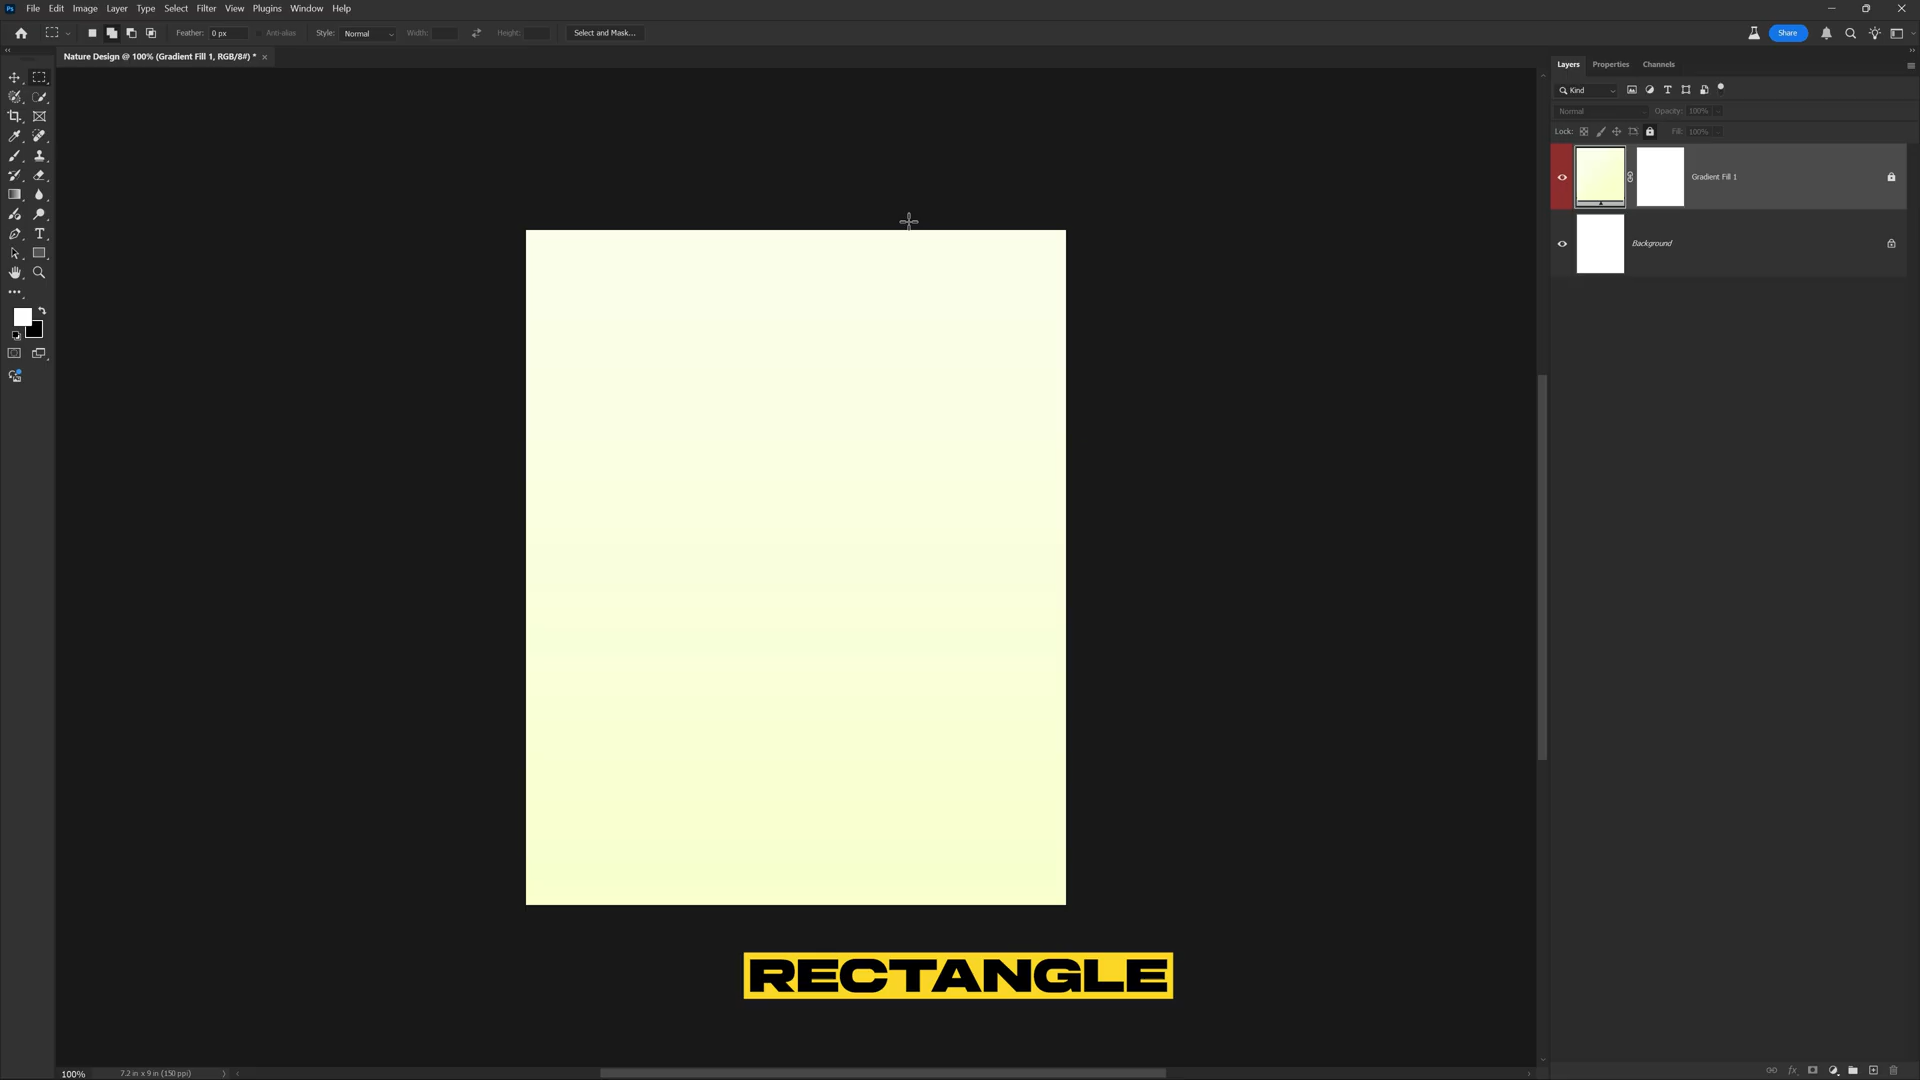 Ps File Edit Image Layer Type Select Filter View Plugins Window Help
Feather: 0 px Anti-alias Style: Normal Width: Height: Select and Mask... Share
Nature Design @ 100% (Gradient Fill 1, RGB/8#) *
Layers Properties Channels
Kind
Normal Opacity: 100%
Lock: Fill: 100%
Gradient Fill 1
Background
RECTANGLE
100% 7.2 in x 9 in (150 ppi)